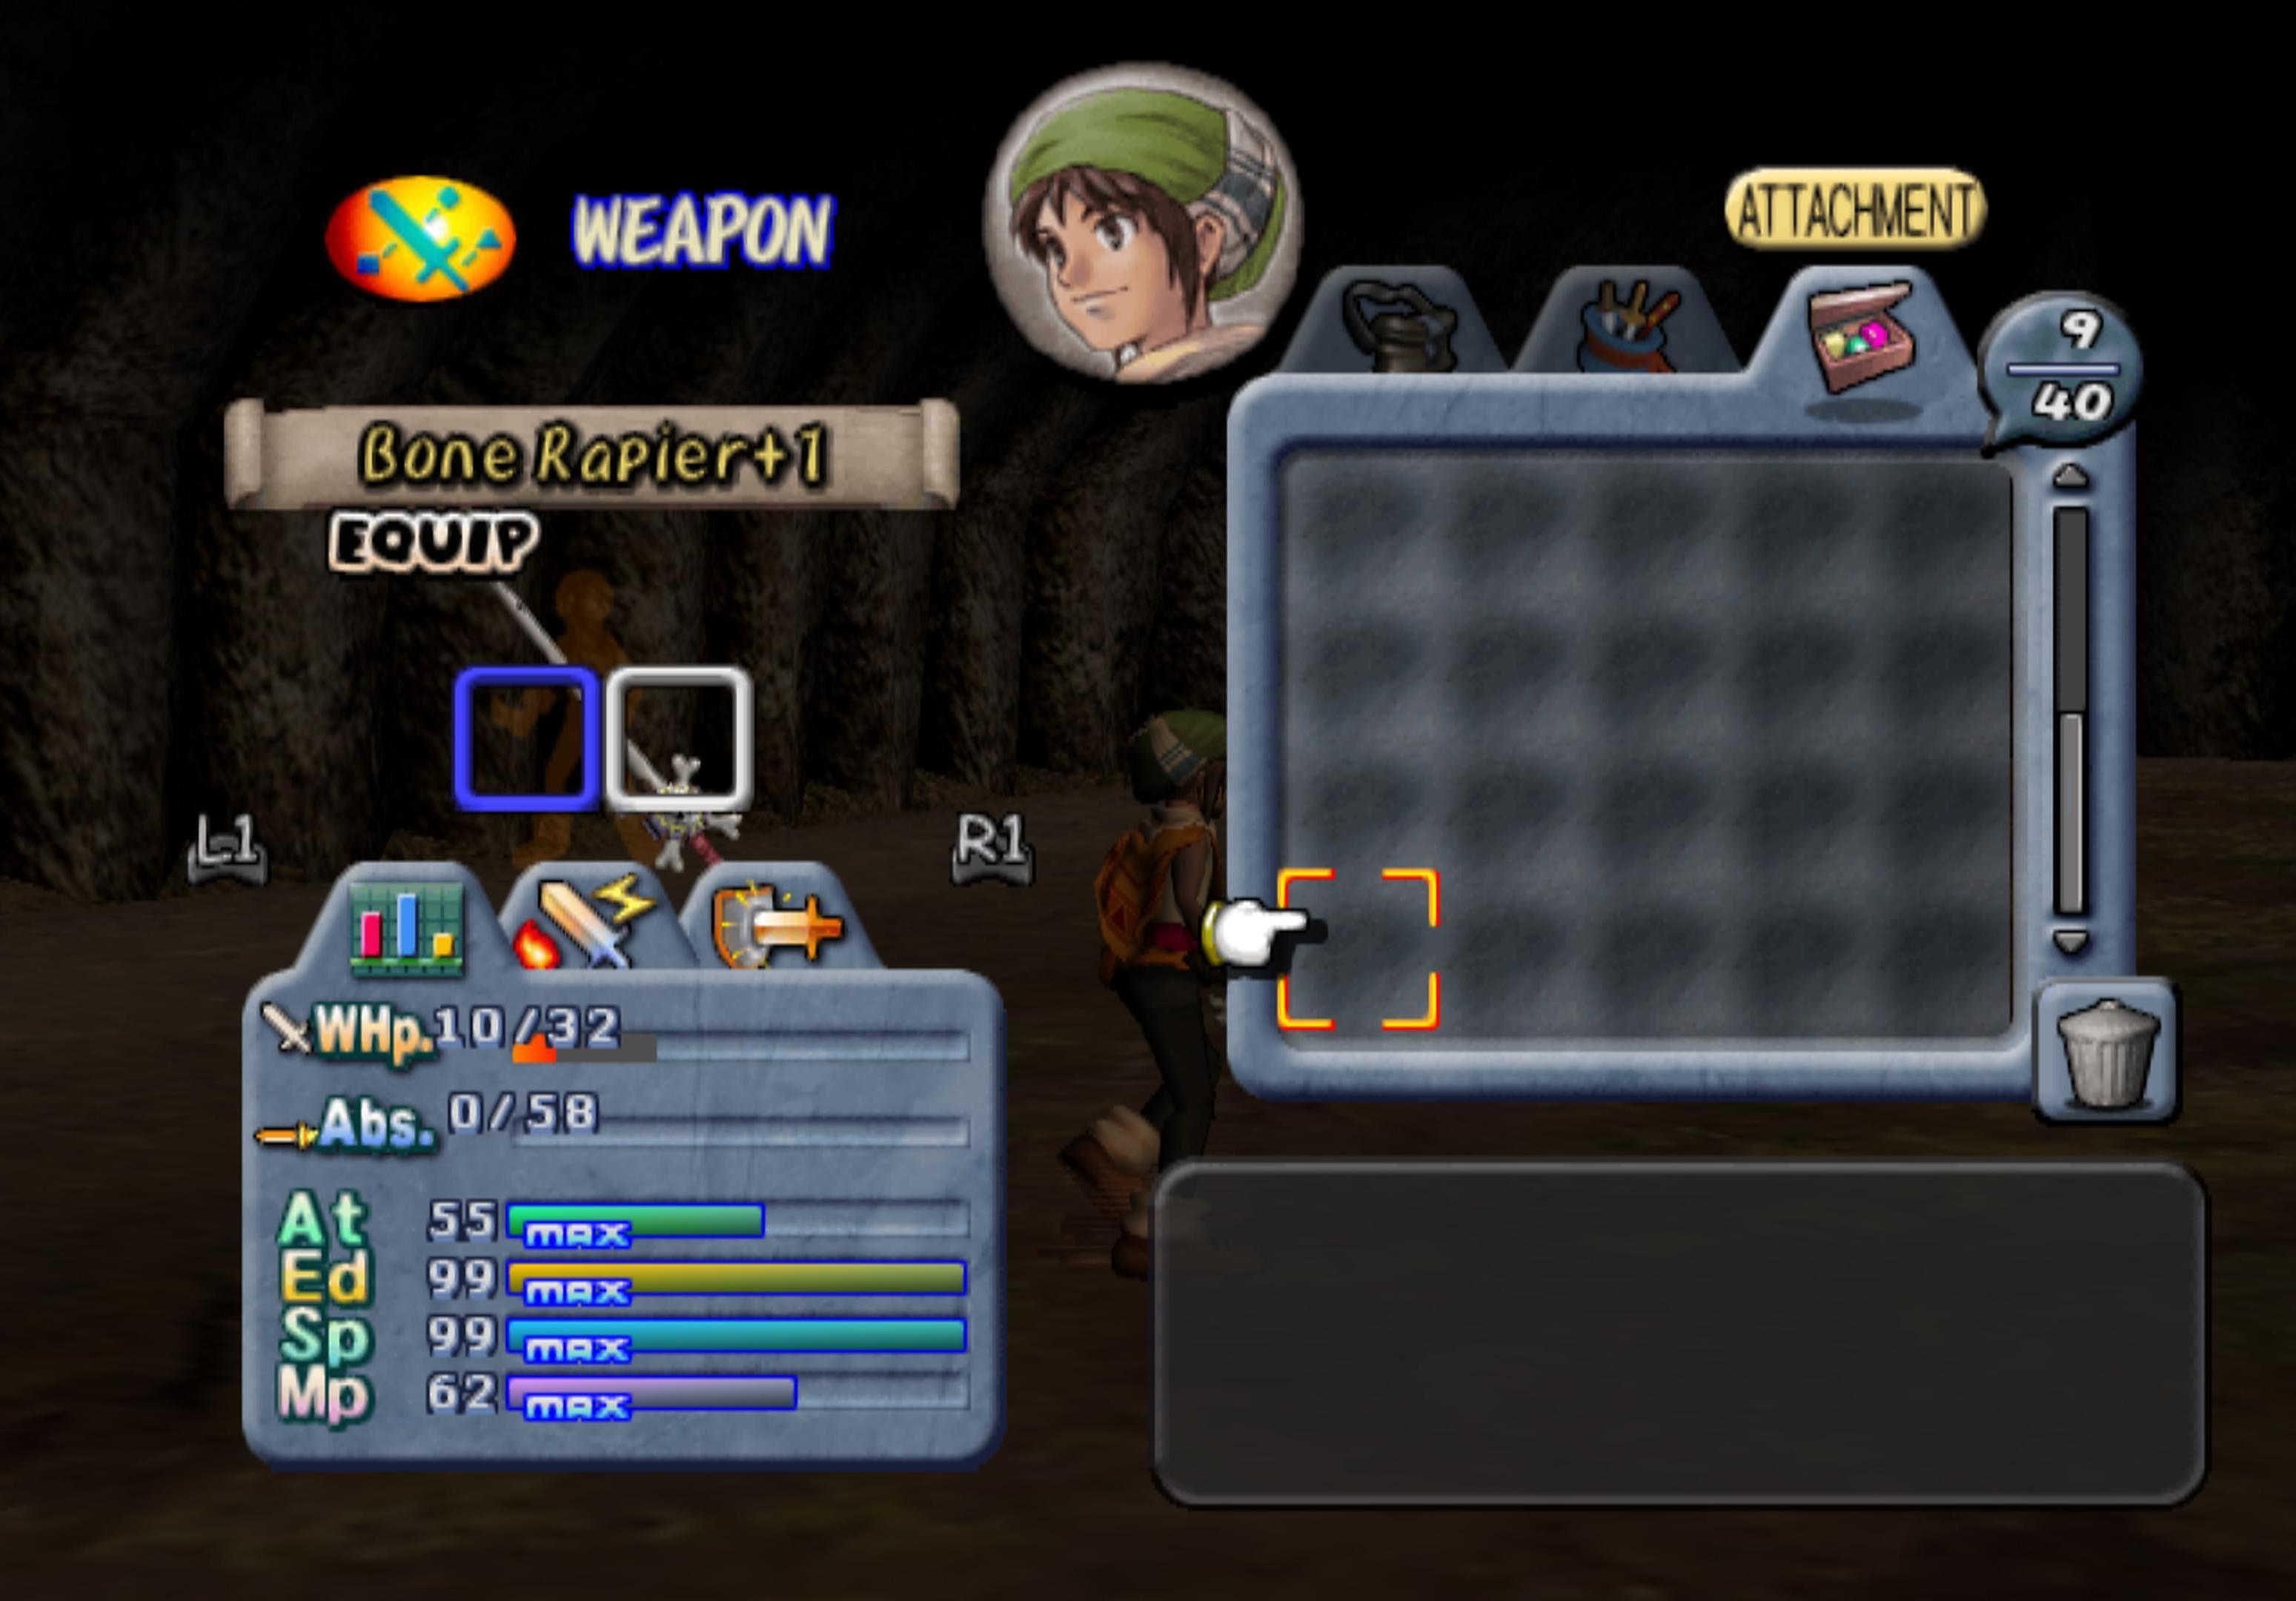 WEAPON
ATTACHMENT
9
40
Bone Rapier+1
EQUIP
L1
R1
WHp. 10/32
Abs. 0/58
At 55 max
Ed 99 max
Sp 99 max
Mp 62 max